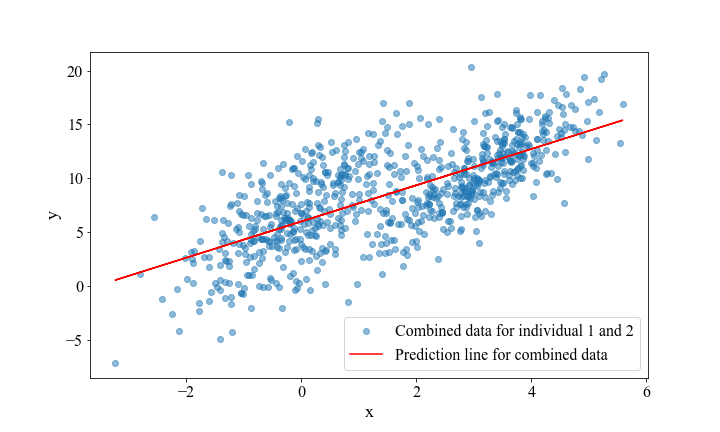 20
15
10
5
0
−5
y
−2
0
2
4
6
x
Combined data for individual 1 and 2
Prediction line for combined data